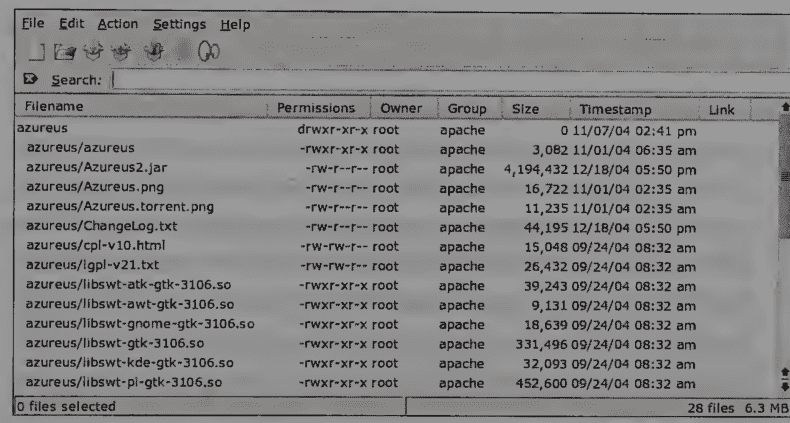 File Edit Action Settings Help
Search:
Filename Permissions Owner Group Size Timestamp Link
azureus drwxr-xr-x root apache 0 11/07/04 02:41 pm
azureus/azureus -rwxr-xr-x root apache 3,082 11/01/04 06:35 am
azureus/Azureus2.jar -rw-r--r-- root apache 4,194,432 12/18/04 05:50 pm
azureus/Azureus.png -rw-r--r-- root apache 16,722 11/01/04 02:35 am
azureus/Azureus.torrent.png -rw-r--r-- root apache 11,235 11/01/04 02:35 am
azureus/ChangeLog.txt -rw-r--r-- root apache 44,195 12/18/04 05:50 pm
azureus/cpl-v10.html -rw-rw-r-- root apache 15,048 09/24/04 08:32 am
azureus/lgpl-v21.txt -rw-rw-r-- root apache 26,432 09/24/04 08:32 am
azureus/libswt-atk-gtk-3106.so -rwxr-xr-x root apache 39,243 09/24/04 08:32 am
azureus/libswt-awt-gtk-3106.so -rwxr-xr-x root apache 9,131 09/24/04 08:32 am
azureus/libswt-gnome-gtk-3106.so -rwxr-xr-x root apache 18,639 09/24/04 08:32 am
azureus/libswt-gtk-3106.so -rwxr-xr-x root apache 331,496 09/24/04 08:32 am
azureus/libswt-kde-gtk-3106.so -rwxr-xr-x root apache 32,093 09/24/04 08:32 am
azureus/libswt-pi-gtk-3106.so -rwxr-xr-x root apache 452,600 09/24/04 08:32 am
0 files selected 28 files 6.3 MB